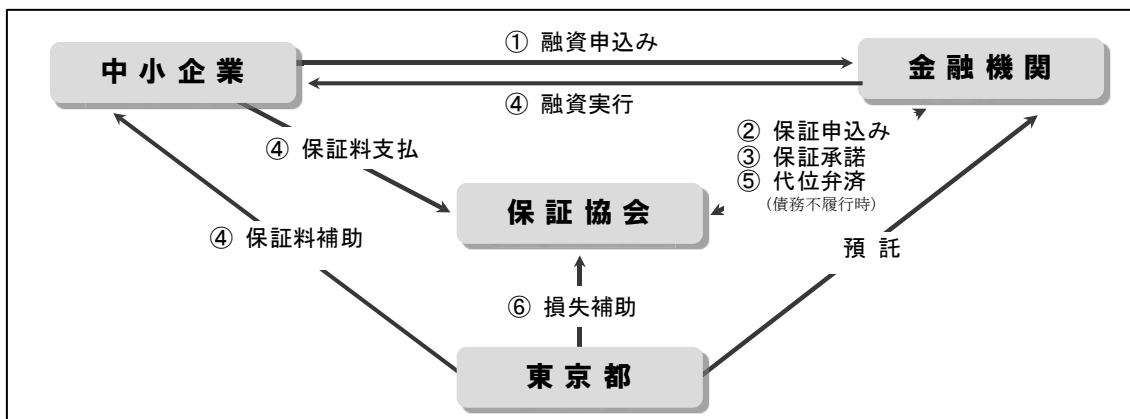 ① 融資申込み
中小企業
金融機関
④ 融資実行
② 保証申込み
③ 保証承諾
⑤ 代位弁済
(債務不履行時)
④ 保証料支払
保証協会
④ 保証料補助
預託
⑥ 損失補助
東京都